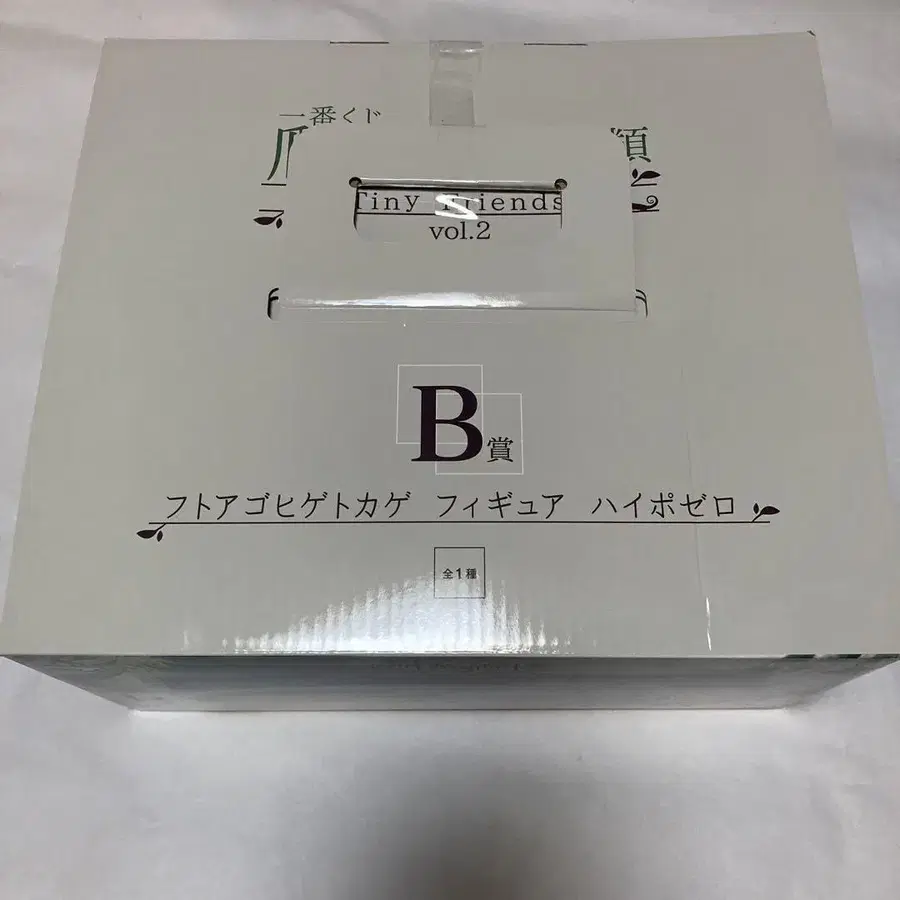 一番くじ
類
Tiny Friends
vol.2
B賞
フトアゴヒゲトカゲ フィギュア ハイポゼロ
全1種